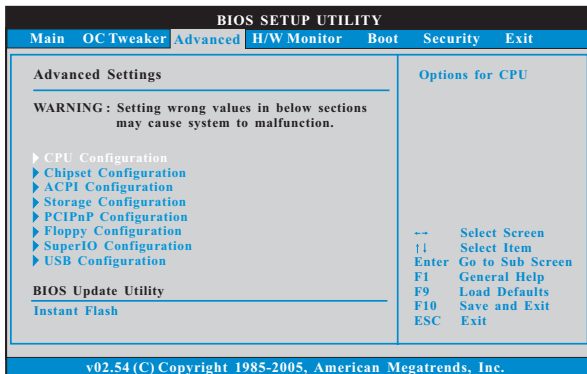 BIOS SETUP UTILITY
Main OC Tweaker Advanced H/W Monitor Boot Security Exit
Advanced Settings
WARNING : Setting wrong values in below sections
may cause system to malfunction.
CPU Configuration
Chipset Configuration
ACPI Configuration
Storage Configuration
PCIPnP Configuration
Floppy Configuration
SuperIO Configuration
USB Configuration
BIOS Update Utility
Instant Flash
Options for CPU
←→ Select Screen
↑↓ Select Item
Enter Go to Sub Screen
F1 General Help
F9 Load Defaults
F10 Save and Exit
ESC Exit
v02.54 (C) Copyright 1985-2005, American Megatrends, Inc.